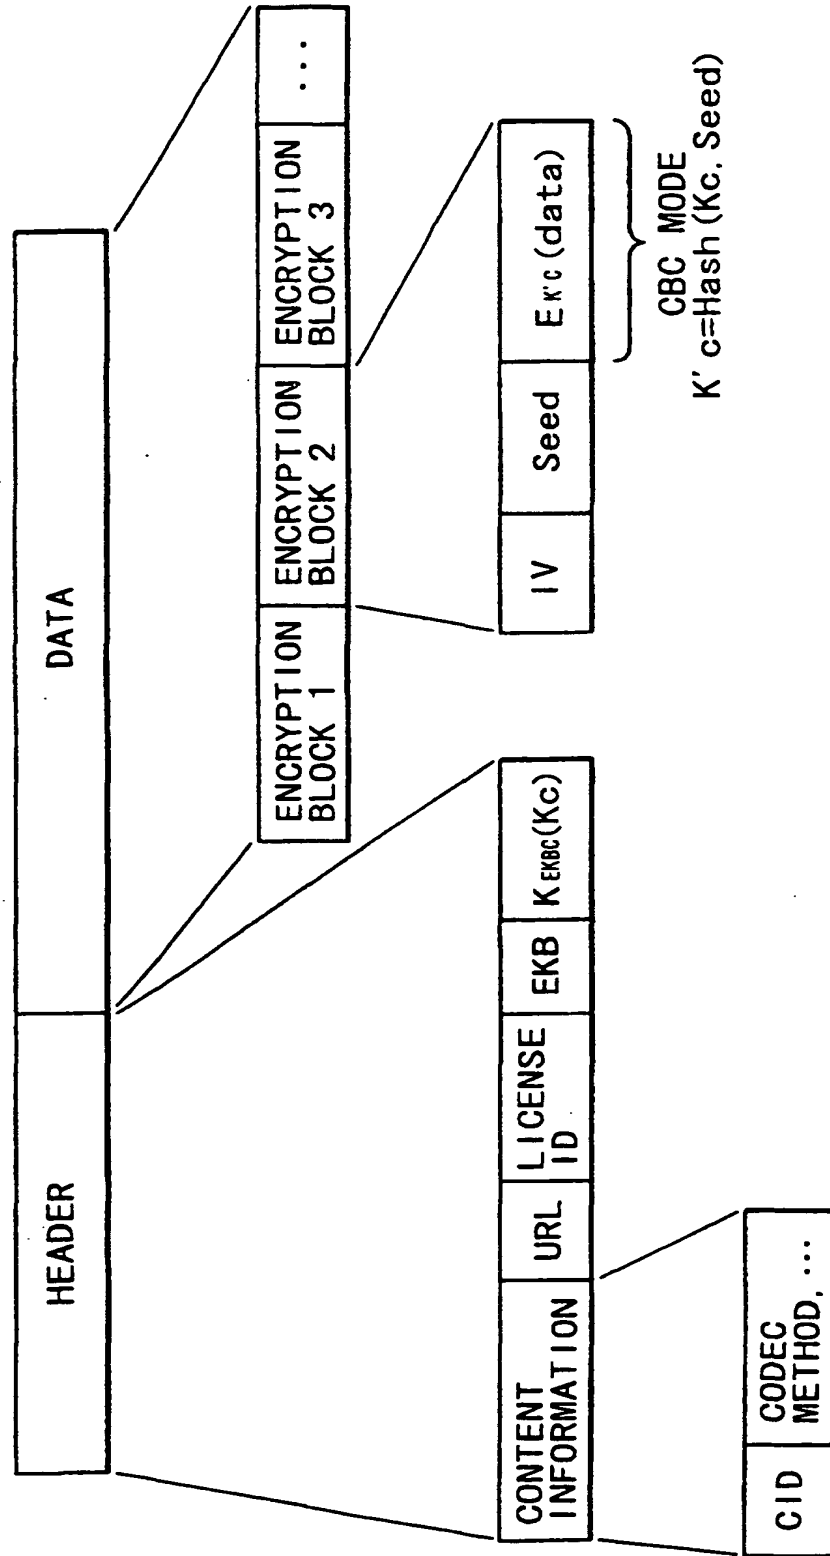 HEADER
DATA
ENCRYPTION
BLOCK 1
ENCRYPTION
BLOCK 2
ENCRYPTION
BLOCK 3
...
CONTENT
INFORMATION
URL
LICENSE
ID
EKB
KEKBC(Kc)
IV
Seed
EK'C(data)
CBC MODE
K'c=Hash(Kc, Seed)
CID
CODEC
METHOD, ...